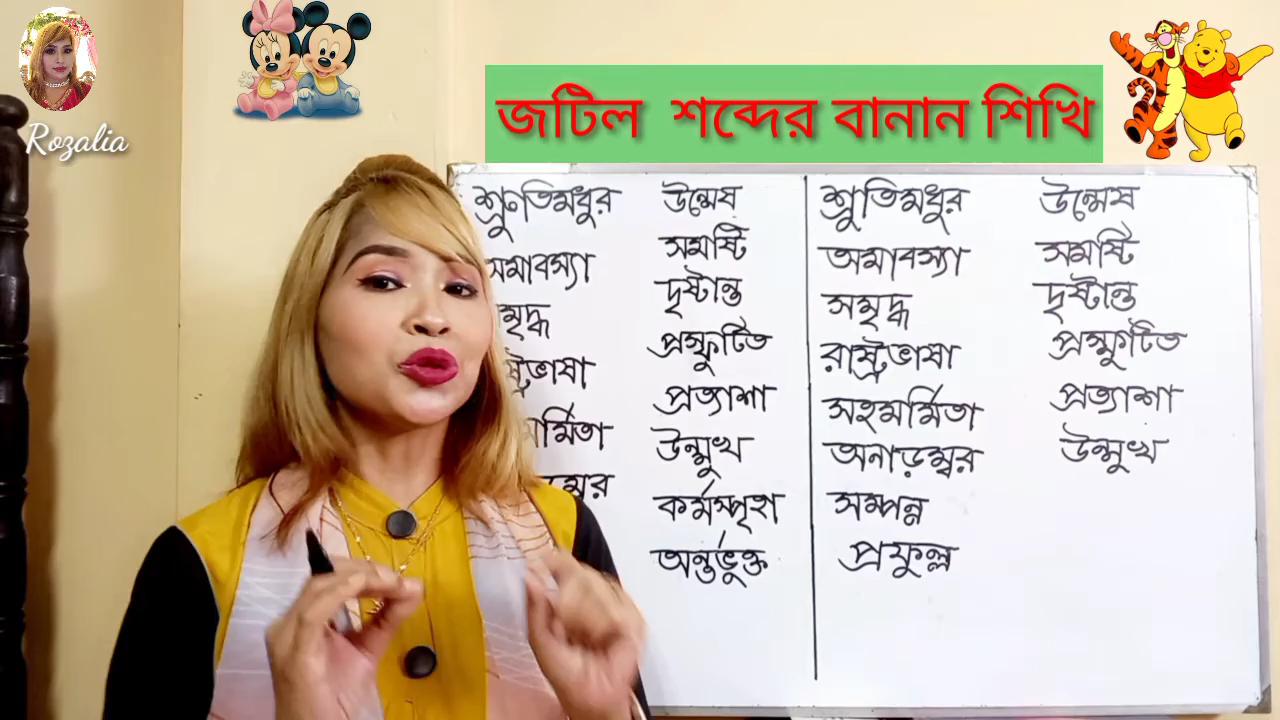 Rozalia
জটিল শব্দের বানান শিখি
শ্রুতিমধুর উন্মেষ শ্রুতিমধুর উন্মেষ
সমষ্টি অমাবস্যা সমষ্টি
দৃষ্টান্ত সমৃদ্ধ দৃষ্টান্ত
প্রস্ফুটিত রাষ্ট্রভাষা প্রস্ফুটিত
প্রত্যাশা সহমর্মিতা প্রত্যাশা
উন্মুখ অনাড়ম্বর উন্মুখ
কর্মস্পৃহা সম্পন্ন
অন্তর্ভুক্ত প্রফুল্ল